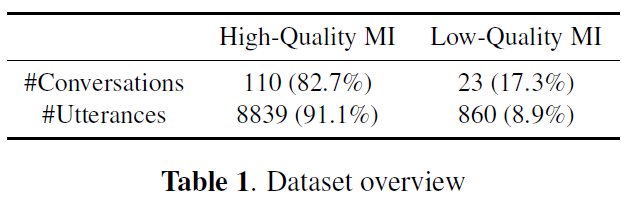 High-Quality MI Low-Quality MI
#Conversations 110 (82.7%) 23 (17.3%)
#Utterances 8839 (91.1%) 860 (8.9%)
Table 1. Dataset overview